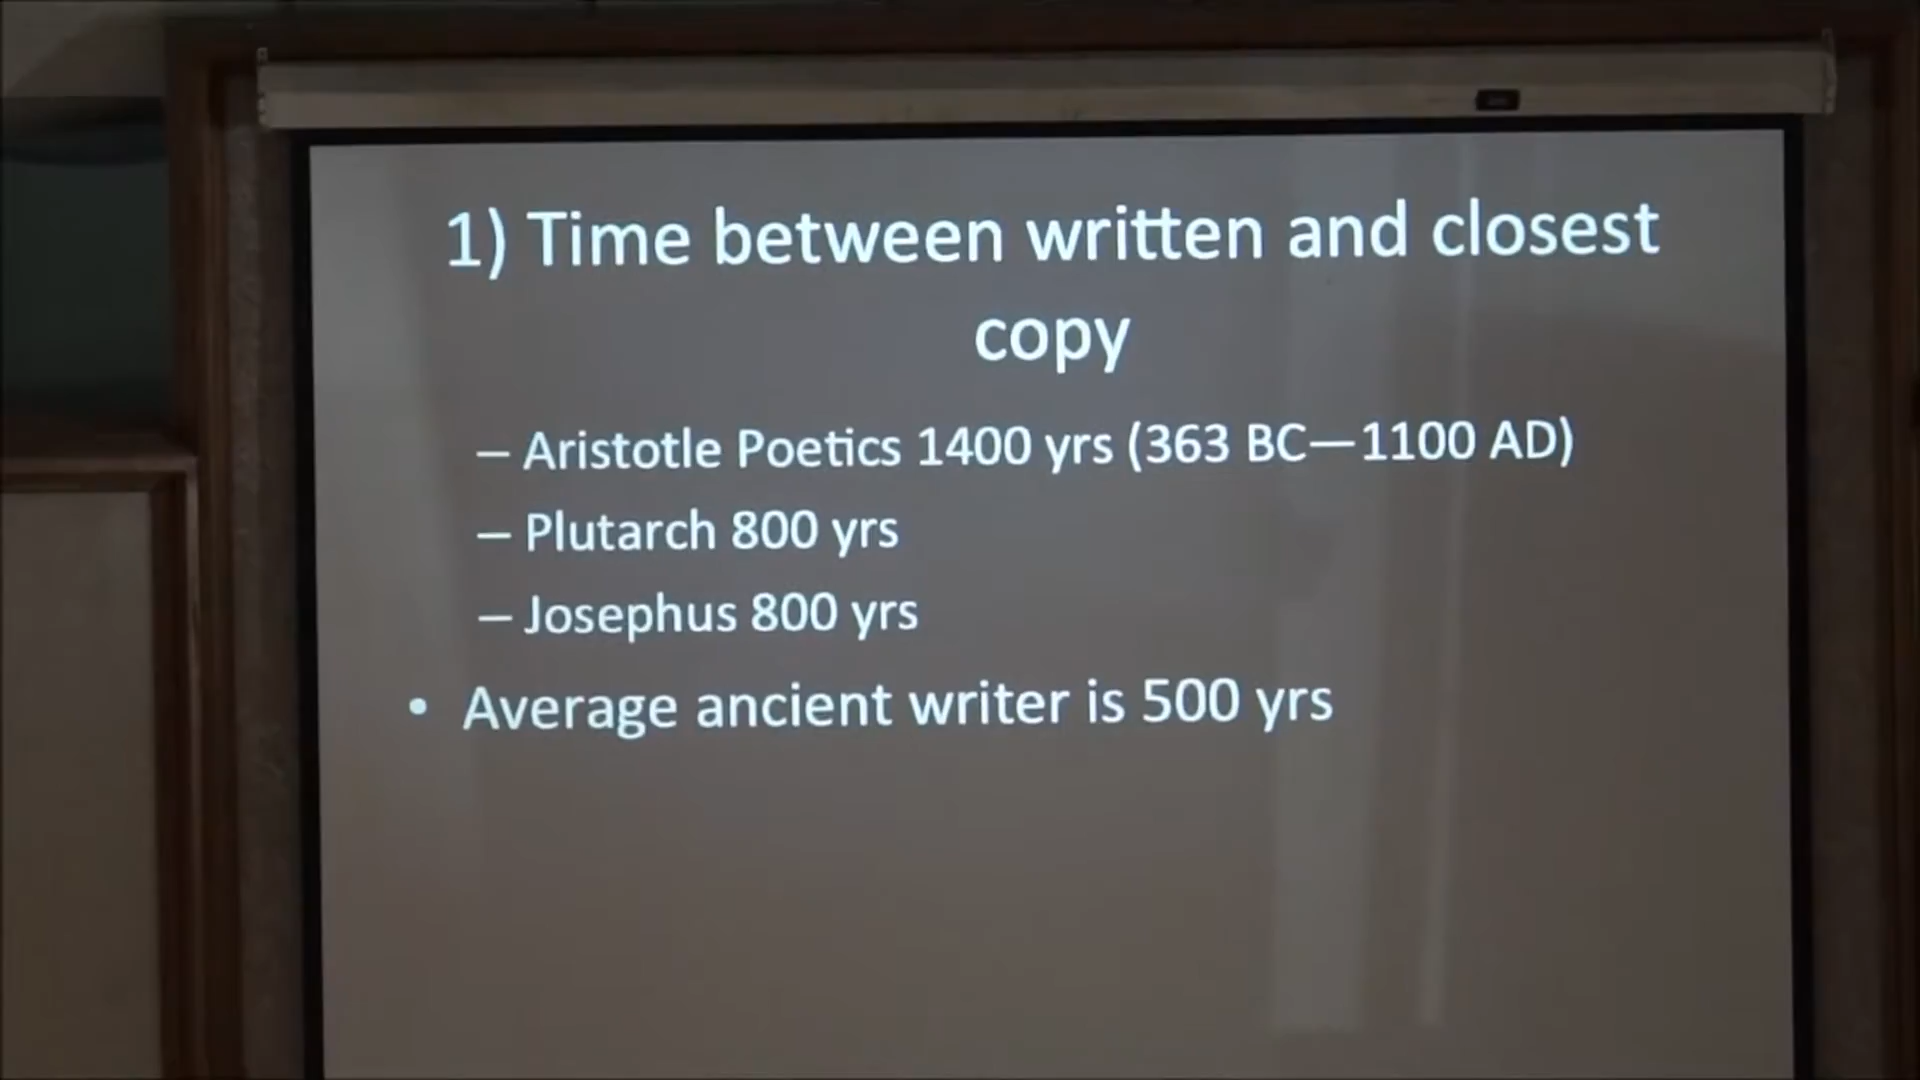 1) Time between written and closest
copy
– Aristotle Poetics 1400 yrs (363 BC—1100 AD)
– Plutarch 800 yrs
– Josephus 800 yrs
• Average ancient writer is 500 yrs